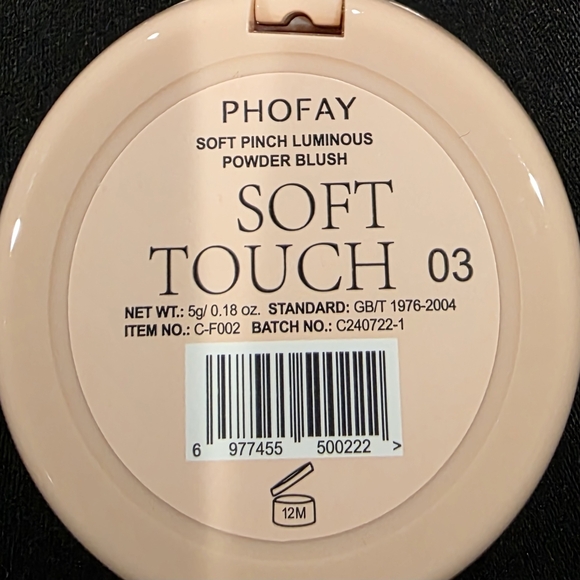 PHOFAY
SOFT PINCH LUMINOUS
POWDER BLUSH
SOFT
TOUCH 03
NET WT.: 5g/ 0.18 oz. STANDARD: GB/T 1976-2004
ITEM NO.: C-F002 BATCH NO.: C240722-1
6 977455 500222 >
12M